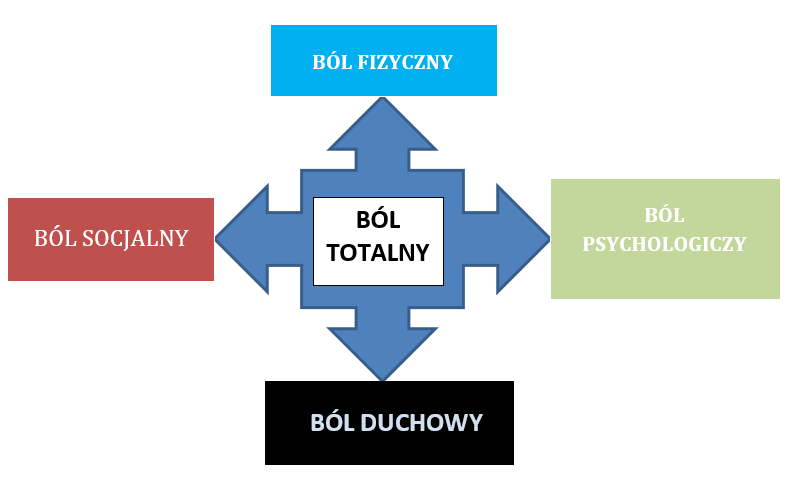 BÓL FIZYCZNY
BÓL SOCJALNY
BÓL
TOTALNY
BÓL
PSYCHOLOGICZY
BÓL DUCHOWY